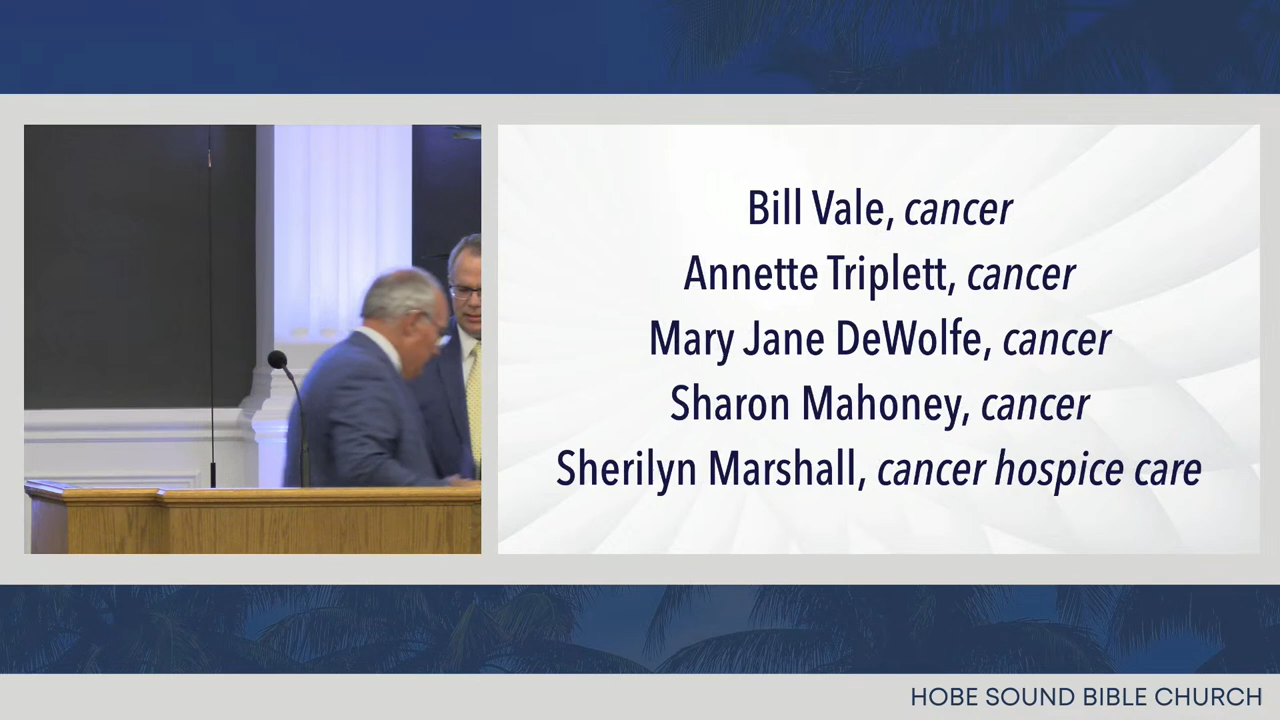 Bill Vale, cancer
Annette Triplett, cancer
Mary Jane DeWolfe, cancer
Sharon Mahoney, cancer
Sherilyn Marshall, cancer hospice care
HOBE SOUND BIBLE CHURCH